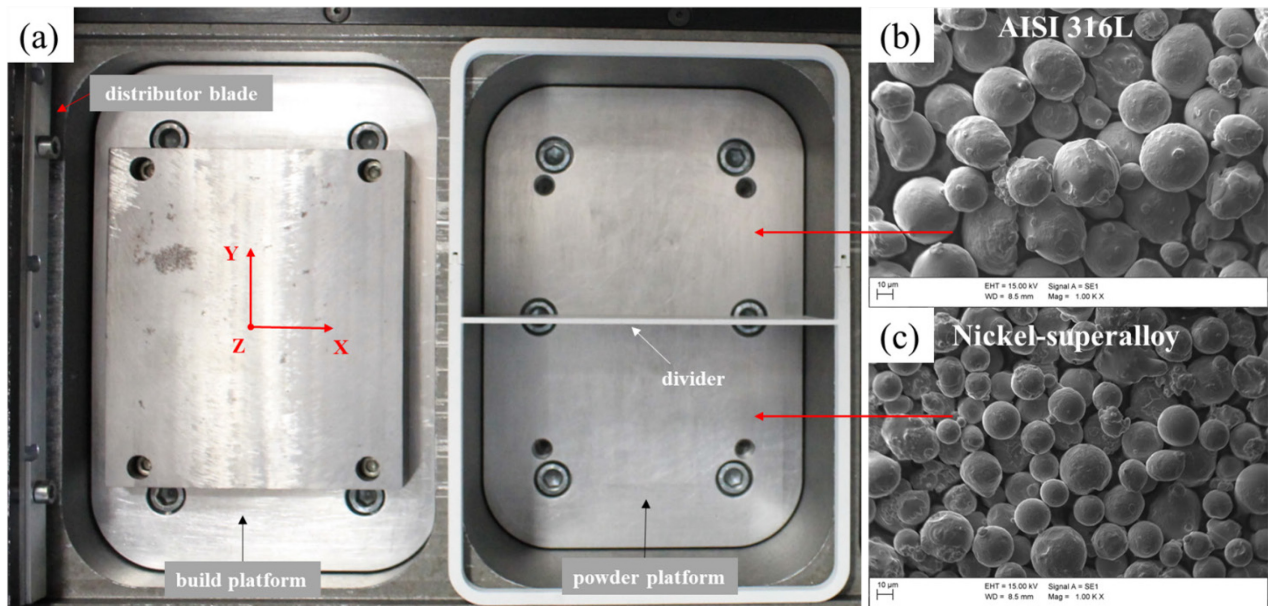 (a)
distributor blade
Y
Z
X
build platform
divider
powder platform
(b)
AISI 316L
10 µm
EHT = 15.00 kV
Signal A = SE1
WD = 8.5 mm
Mag = 1.00 K X
(c)
Nickel-superalloy
10 µm
EHT = 15.00 kV
Signal A = SE1
WD = 8.5 mm
Mag = 1.00 K X